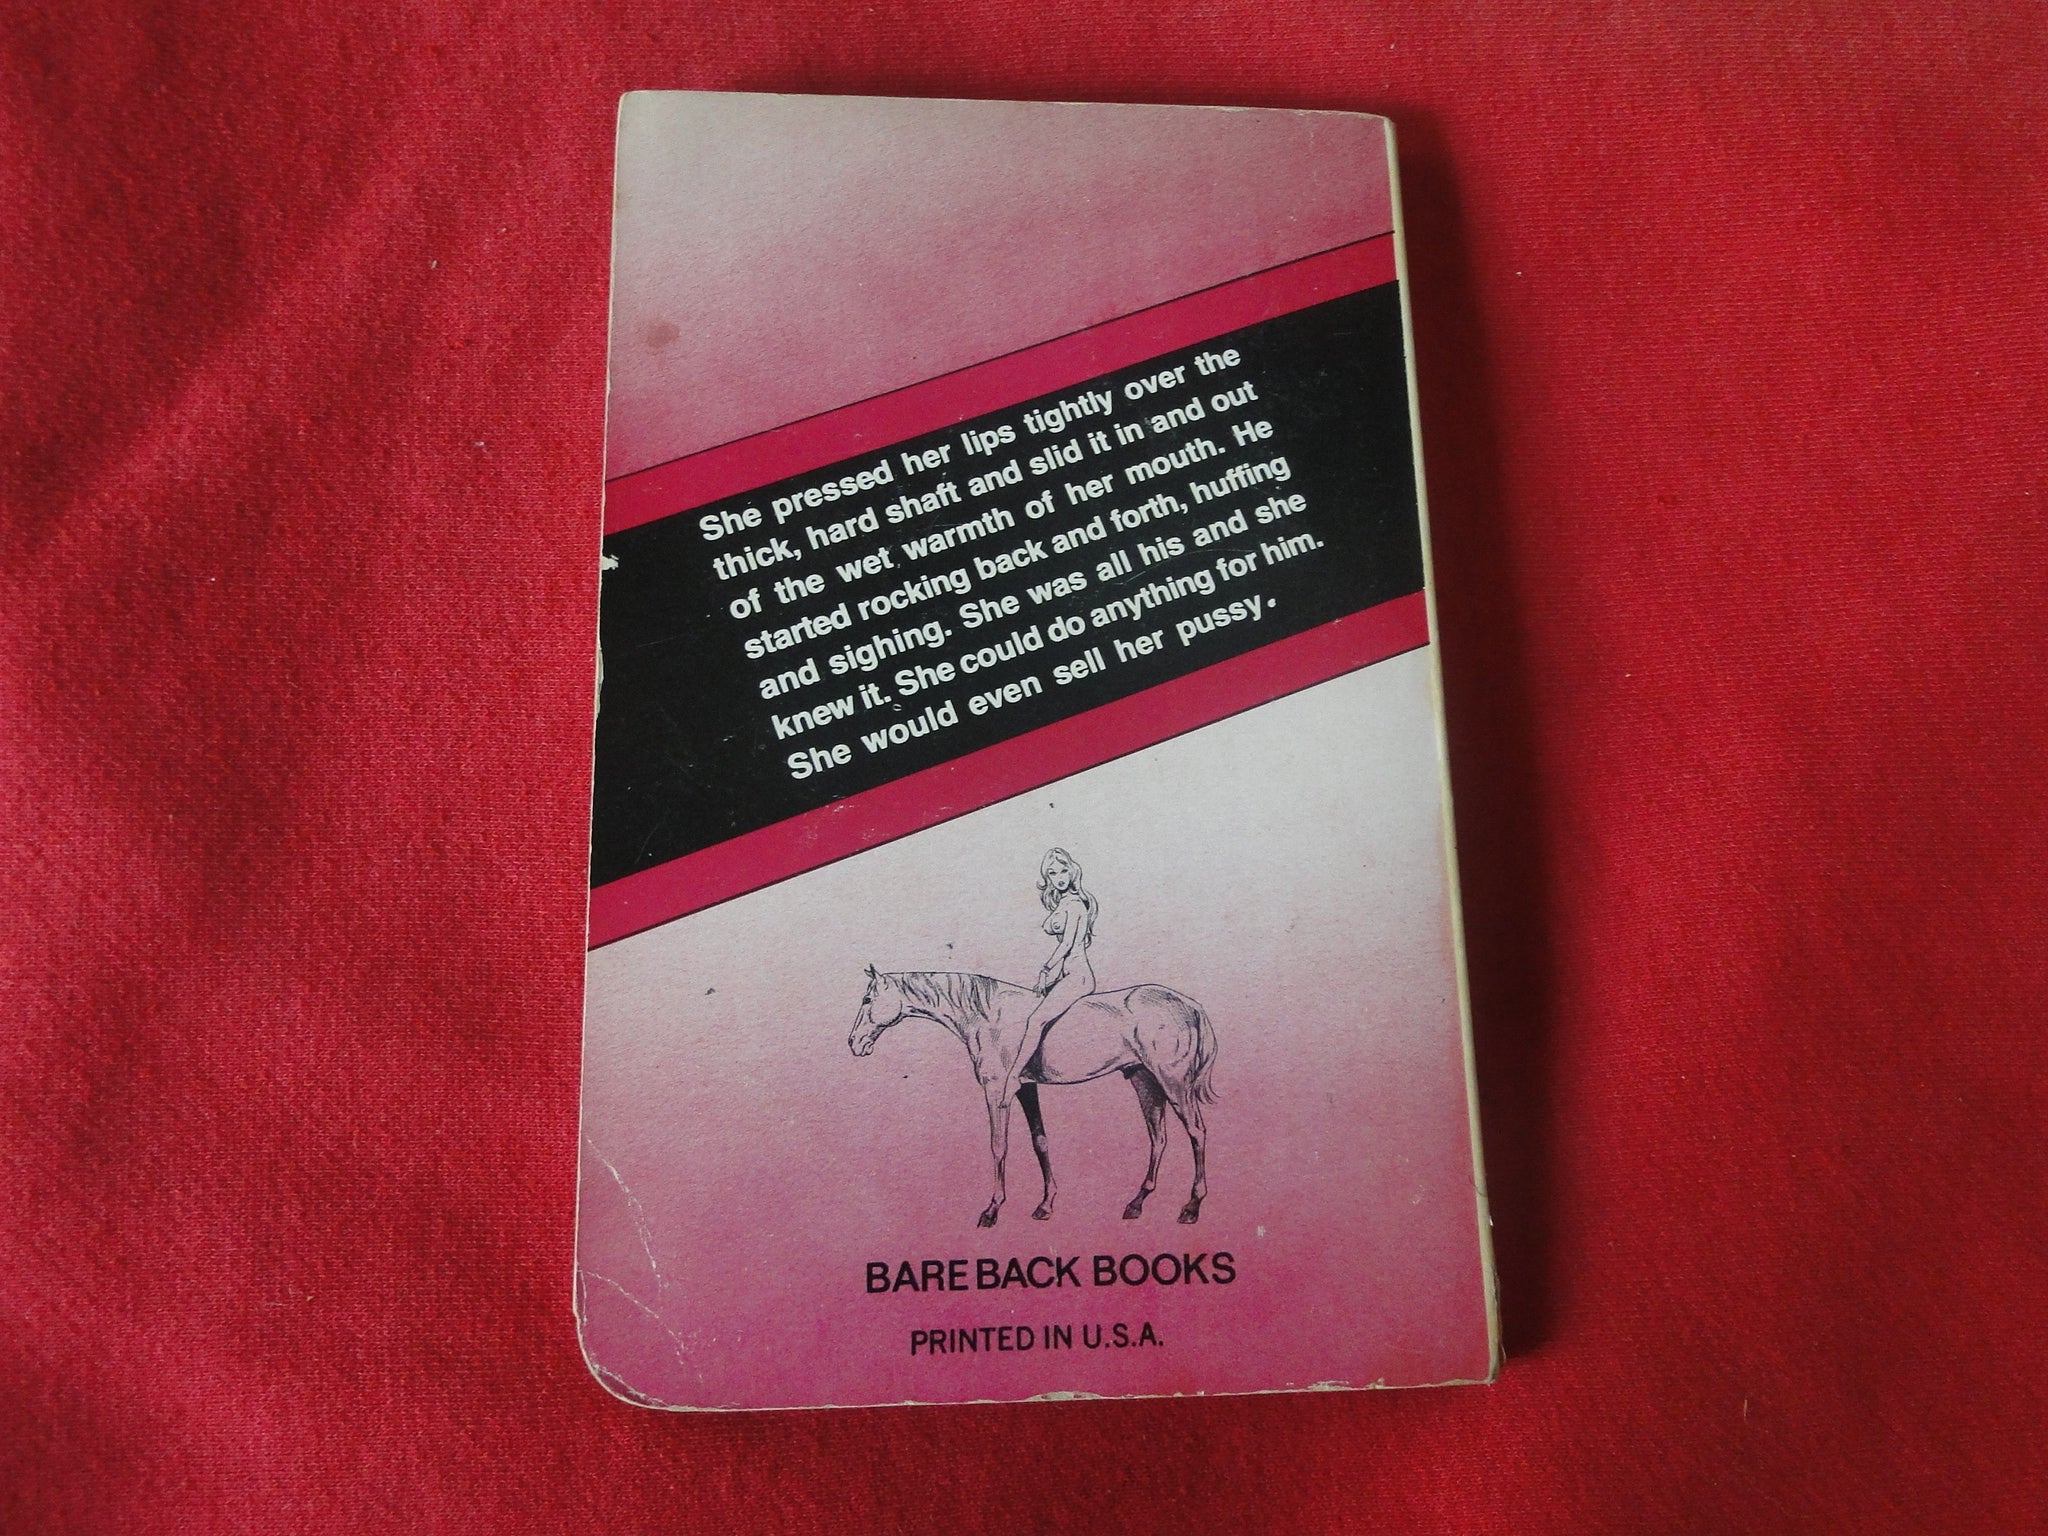 She pressed her lips tightly over the
thick, hard shaft and slid it in and out
of the wet warmth of her mouth. He
started rocking back and forth, huffing
and sighing. She was all his and she
knew it. She could do anything for him.
She would even sell her pussy.
BAREBACK BOOKS
PRINTED IN U.S.A.